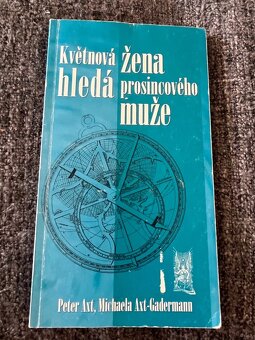 Květnová žena
hledá prosincového
muže
Peter Axt, Michaela Axt-Gadermann